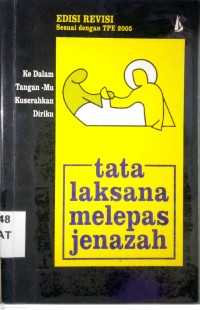 EDISI REVISI
Sesuai dengan TPE 2005
Ke Dalam
Tangan-Mu
Kuserahkan
Diriku
tata
laksana
melepas
jenazah
48
AT